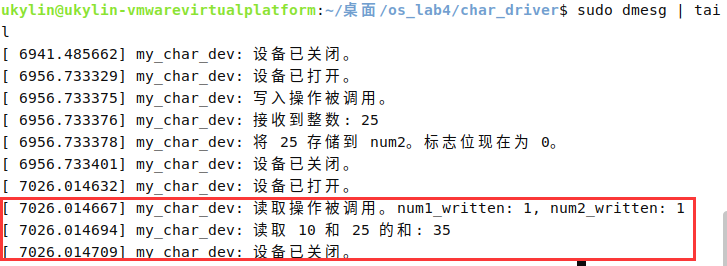 ukylin@ukylin-vmwarevirtualplatform:~/桌面/os_lab4/char_driver$ sudo dmesg | tai
l
[ 6941.485662] my_char_dev: 设备已关闭。
[ 6956.733329] my_char_dev: 设备已打开。
[ 6956.733375] my_char_dev: 写入操作被调用。
[ 6956.733376] my_char_dev: 接收到整数: 25
[ 6956.733378] my_char_dev: 将 25 存储到 num2。标志位现在为 0。
[ 6956.733401] my_char_dev: 设备已关闭。
[ 7026.014632] my_char_dev: 设备已打开。
[ 7026.014667] my_char_dev: 读取操作被调用。num1_written: 1, num2_written: 1
[ 7026.014694] my_char_dev: 读取 10 和 25 的和: 35
[ 7026.014709] my_char_dev: 设备已关闭。